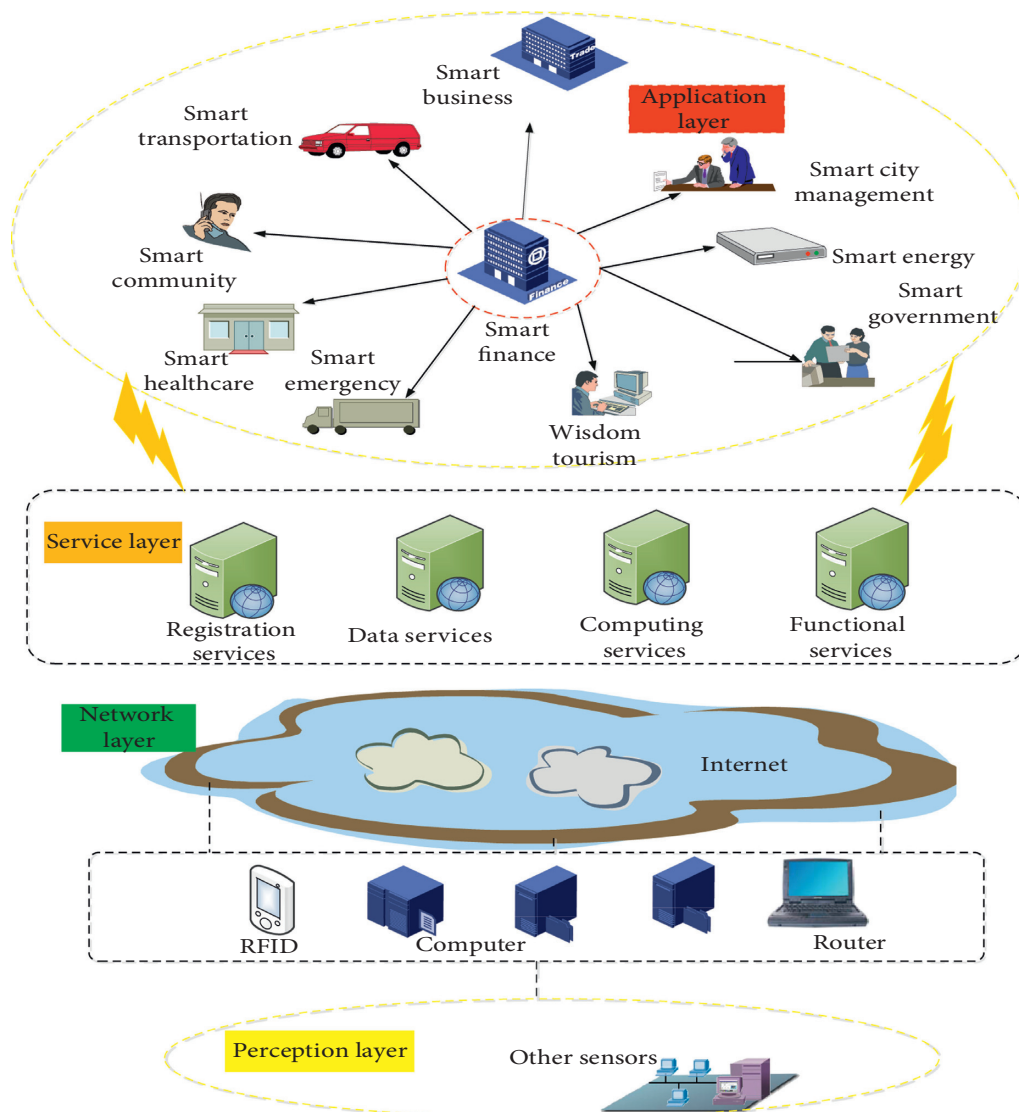 Trado
Smart
business
Application
layer
Smart
transportation
Smart city
management
Smart
community
Smart energy
Finance
Smart
finance
Smart
government
Smart
healthcare
Smart
emergency
Wisdom
tourism
Service layer
Registration
services
Data services
Computing
services
Functional
services
Network
layer
Internet
RFID
Computer
Router
Perception layer
Other sensors